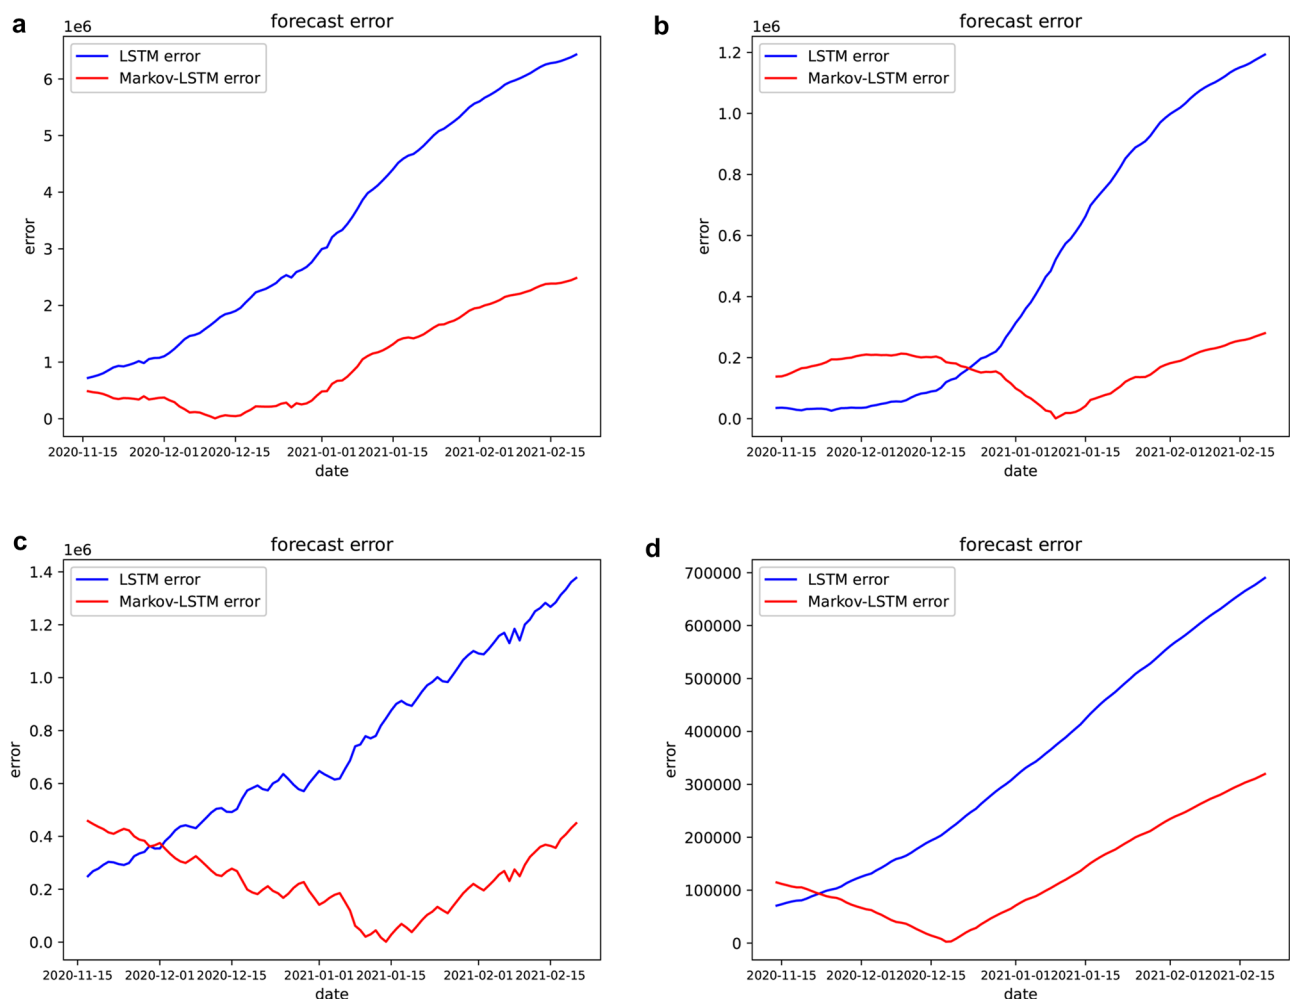 a
forecast error
1e6
LSTM error
Markov-LSTM error
6
5
4
3
2
1
0
error
2020-11-15 2020-12-01 2020-12-15 2021-01-01 2021-01-15 2021-02-01 2021-02-15
date
b
forecast error
1e6
LSTM error
Markov-LSTM error
1.2
1.0
0.8
0.6
0.4
0.2
0.0
error
2020-11-15 2020-12-01 2020-12-15 2021-01-01 2021-01-15 2021-02-01 2021-02-15
date
c
forecast error
1e6
LSTM error
Markov-LSTM error
1.4
1.2
1.0
0.8
0.6
0.4
0.2
0.0
error
2020-11-15 2020-12-01 2020-12-15 2021-01-01 2021-01-15 2021-02-01 2021-02-15
date
d
forecast error
LSTM error
Markov-LSTM error
700000
600000
500000
400000
300000
200000
100000
0
error
2020-11-15 2020-12-01 2020-12-15 2021-01-01 2021-01-15 2021-02-01 2021-02-15
date